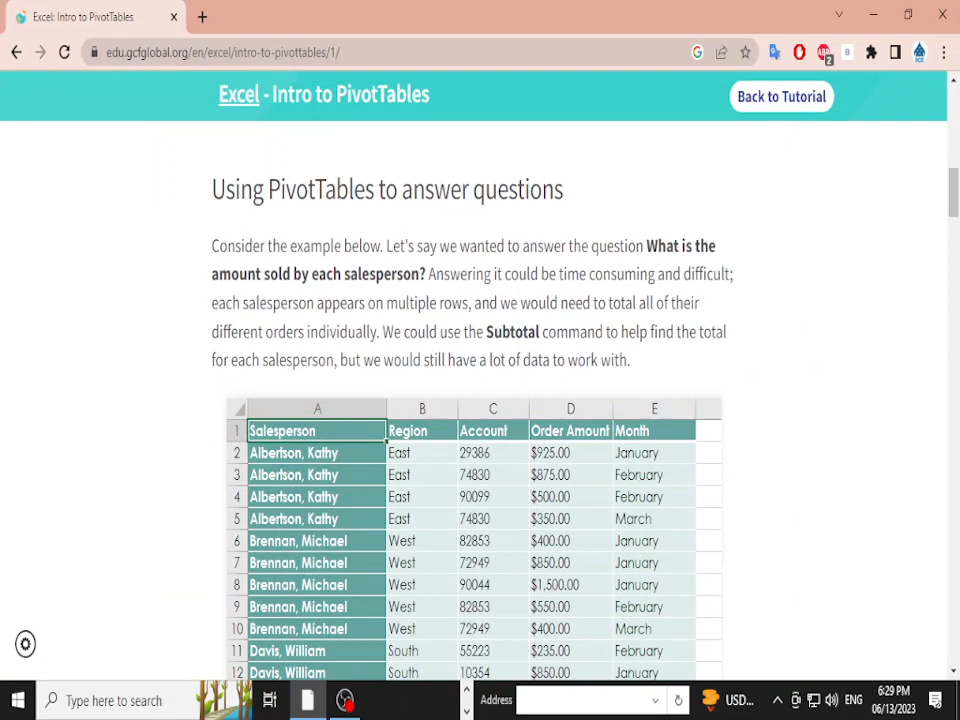 Excel: Intro to PivotTables
edu.gcfglobal.org/en/excel/intro-to-pivottables/1/
Excel - Intro to PivotTables
Back to Tutorial
Using PivotTables to answer questions
Consider the example below. Let's say we wanted to answer the question What is the
amount sold by each salesperson? Answering it could be time consuming and difficult;
each salesperson appears on multiple rows, and we would need to total all of their
different orders individually. We could use the Subtotal command to help find the total
for each salesperson, but we would still have a lot of data to work with.
A B C D E
1 Salesperson Region Account Order Amount Month
2 Albertson, Kathy East 29386 $925.00 January
3 Albertson, Kathy East 74830 $875.00 February
4 Albertson, Kathy East 90099 $500.00 February
5 Albertson, Kathy East 74830 $350.00 March
6 Brennan, Michael West 82853 $400.00 January
7 Brennan, Michael West 72949 $850.00 January
8 Brennan, Michael West 90044 $1,500.00 January
9 Brennan, Michael West 82853 $550.00 February
10 Brennan, Michael West 72949 $400.00 March
11 Davis, William South 55223 $235.00 February
12 Davis, William South 10354 $850.00 January
Type here to search
Address
USD...
ENG
6:29 PM
06/13/2023